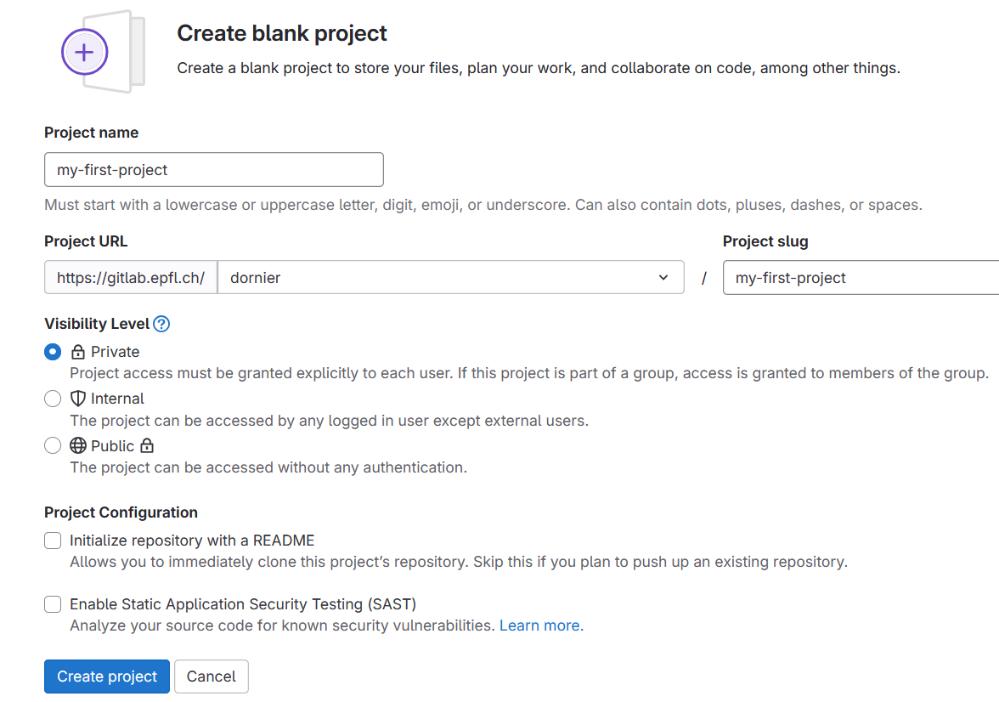 Create blank project
Create a blank project to store your files, plan your work, and collaborate on code, among other things.
Project name
my-first-project
Must start with a lowercase or uppercase letter, digit, emoji, or underscore. Can also contain dots, pluses, dashes, or spaces.
Project URL
Project slug
https://gitlab.epfl.ch/ dornier / my-first-project
Visibility Level
Private
Project access must be granted explicitly to each user. If this project is part of a group, access is granted to members of the group.
Internal
The project can be accessed by any logged in user except external users.
Public
The project can be accessed without any authentication.
Project Configuration
Initialize repository with a README
Allows you to immediately clone this project’s repository. Skip this if you plan to push up an existing repository.
Enable Static Application Security Testing (SAST)
Analyze your source code for known security vulnerabilities. Learn more.
Create project Cancel